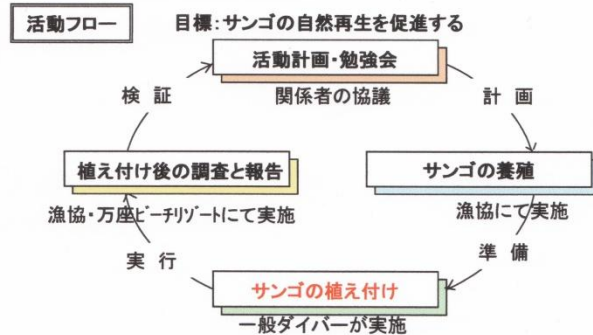 活動フロー
目標：サンゴの自然再生を促進する
活動計画・勉強会
関係者の協議
検 証
計 画
植え付け後の調査と報告
サンゴの養殖
漁協・万座ビーチリゾートにて実施
漁協にて実施
実 行
準 備
サンゴの植え付け
一般ダイバーが実施